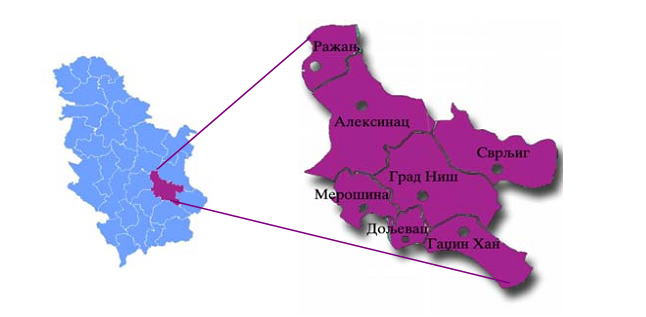 Ражањ
Алексинац
Сврљиг
Град Ниш
Мерошина
Дољевац
Гаџин Хан